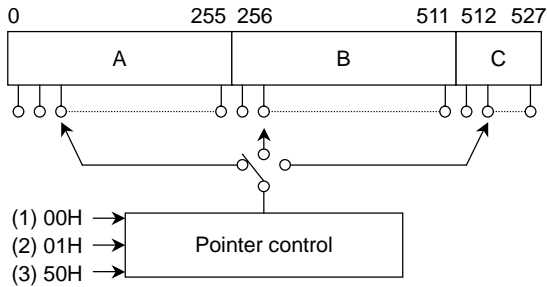 0 255 256 511 512 527
A B C
(1) 00H
(2) 01H
(3) 50H
Pointer control